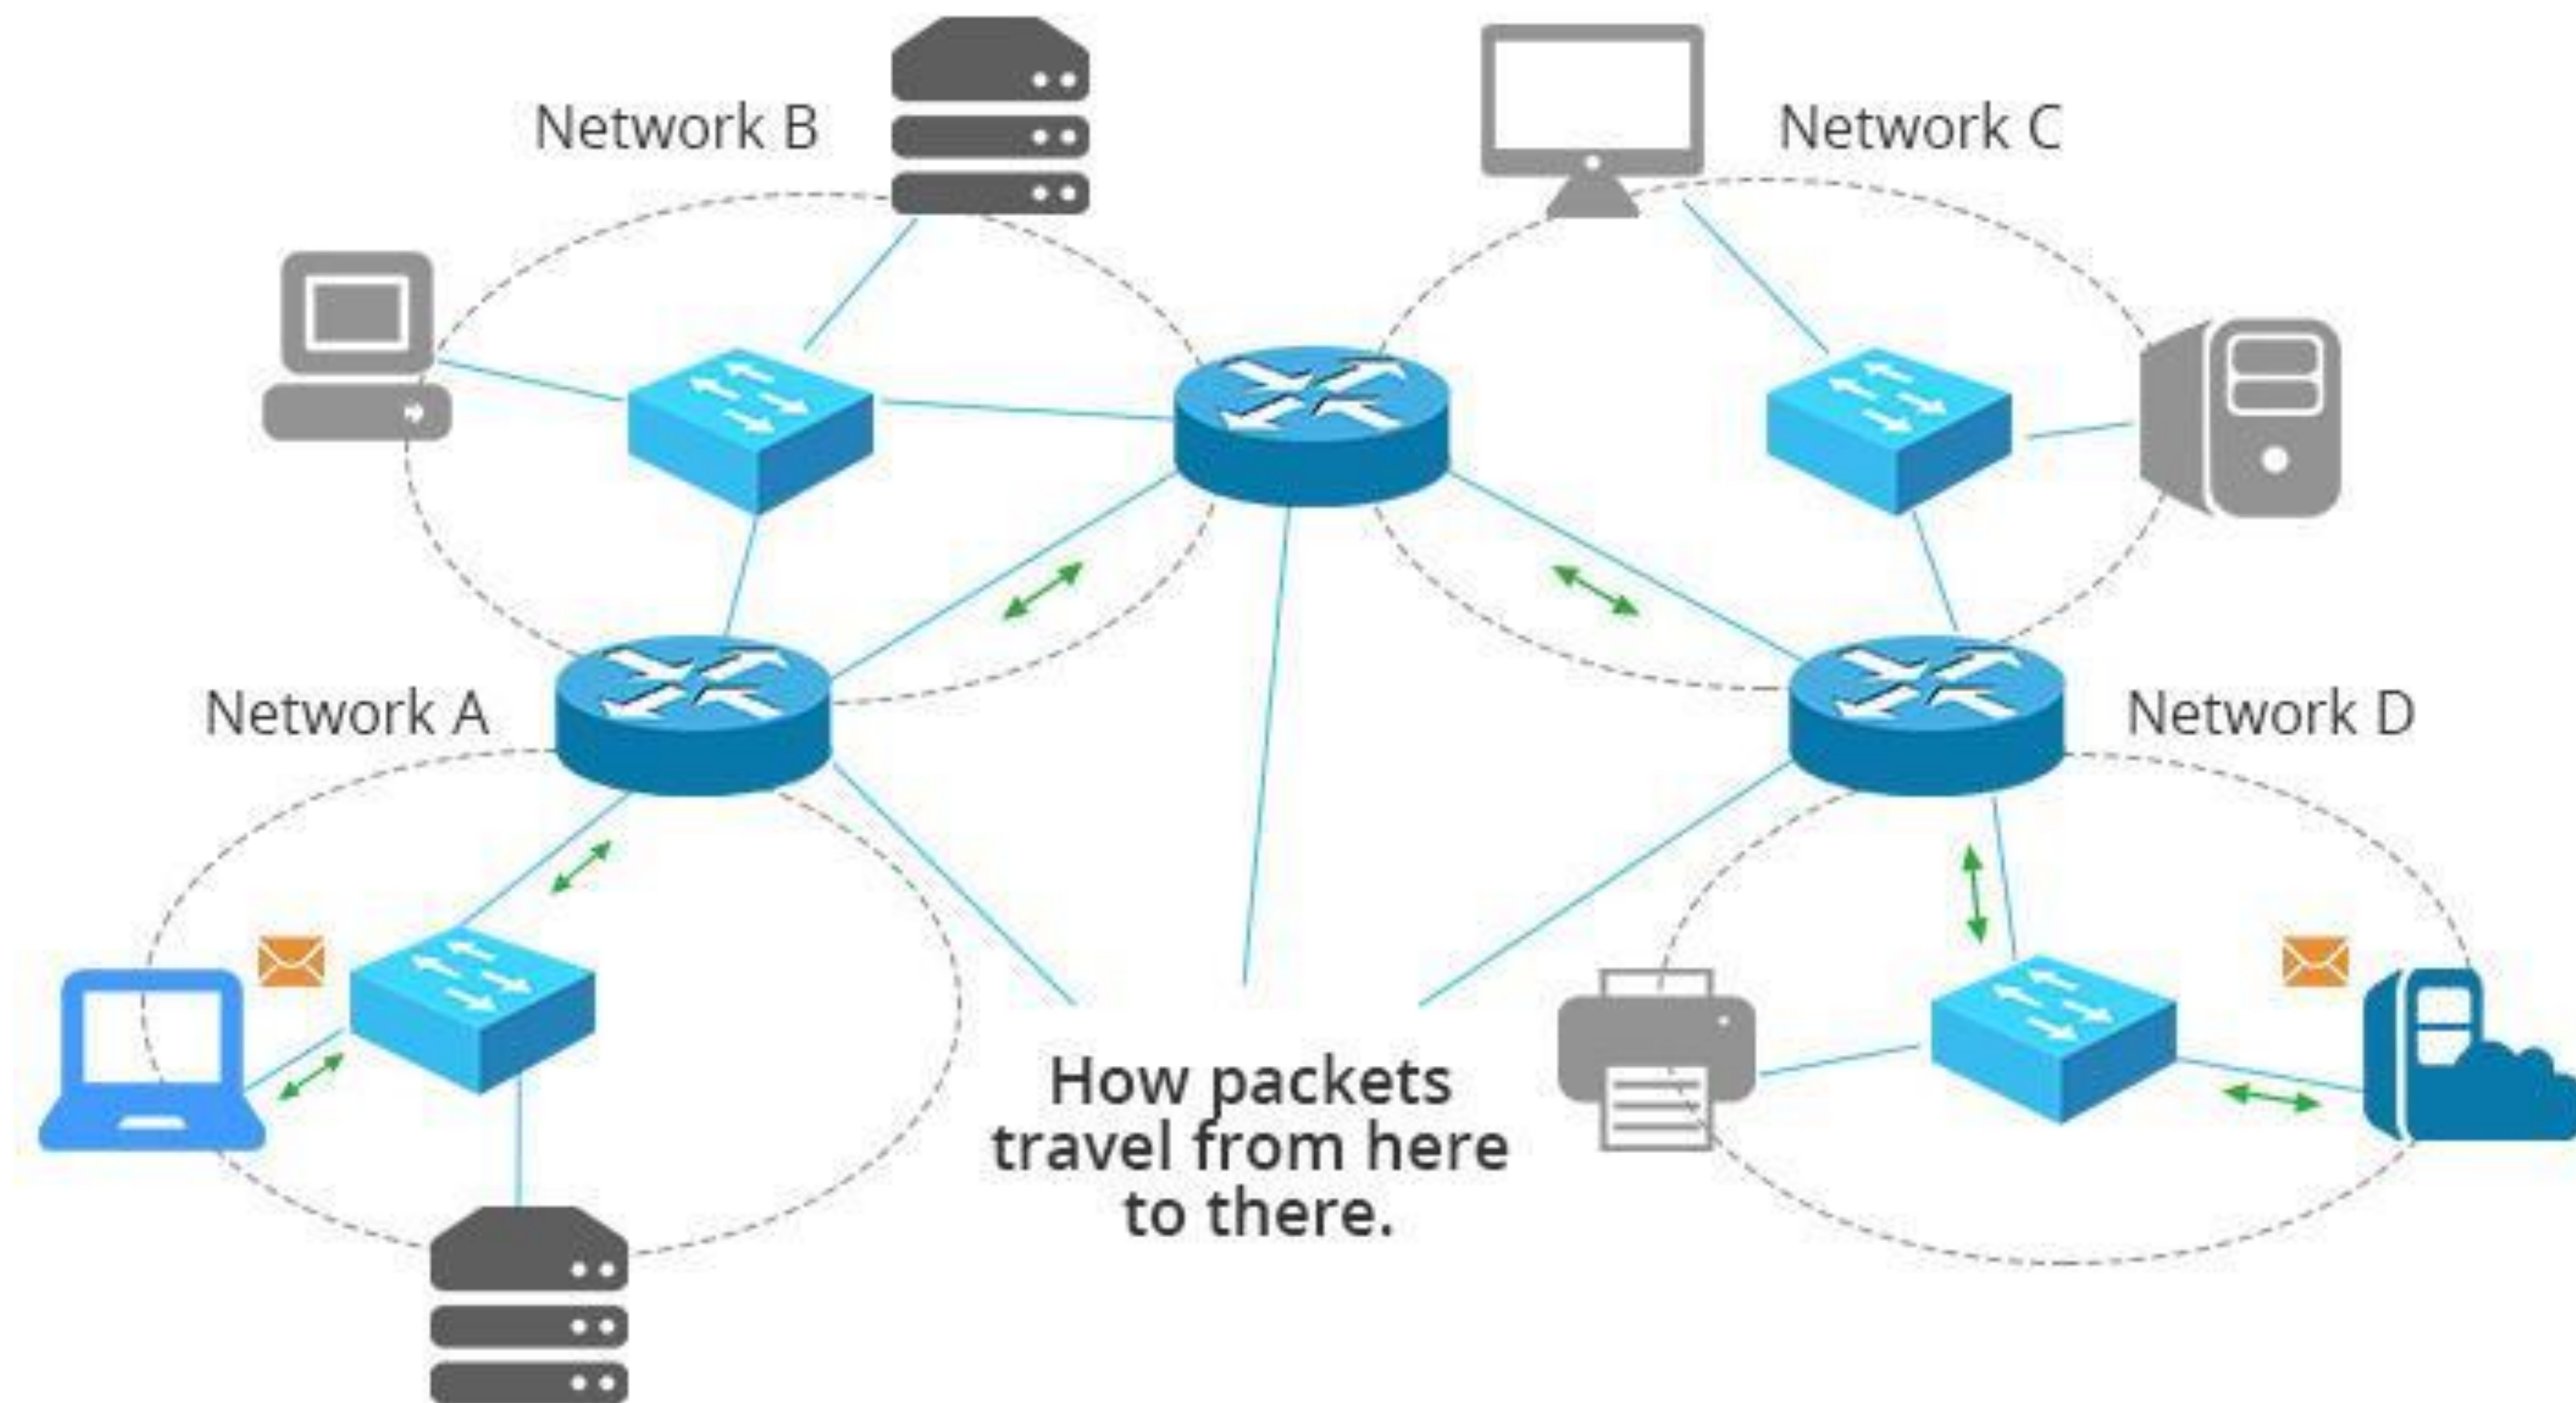 Network B
Network C
Network A
Network D
How packets
travel from here
to there.